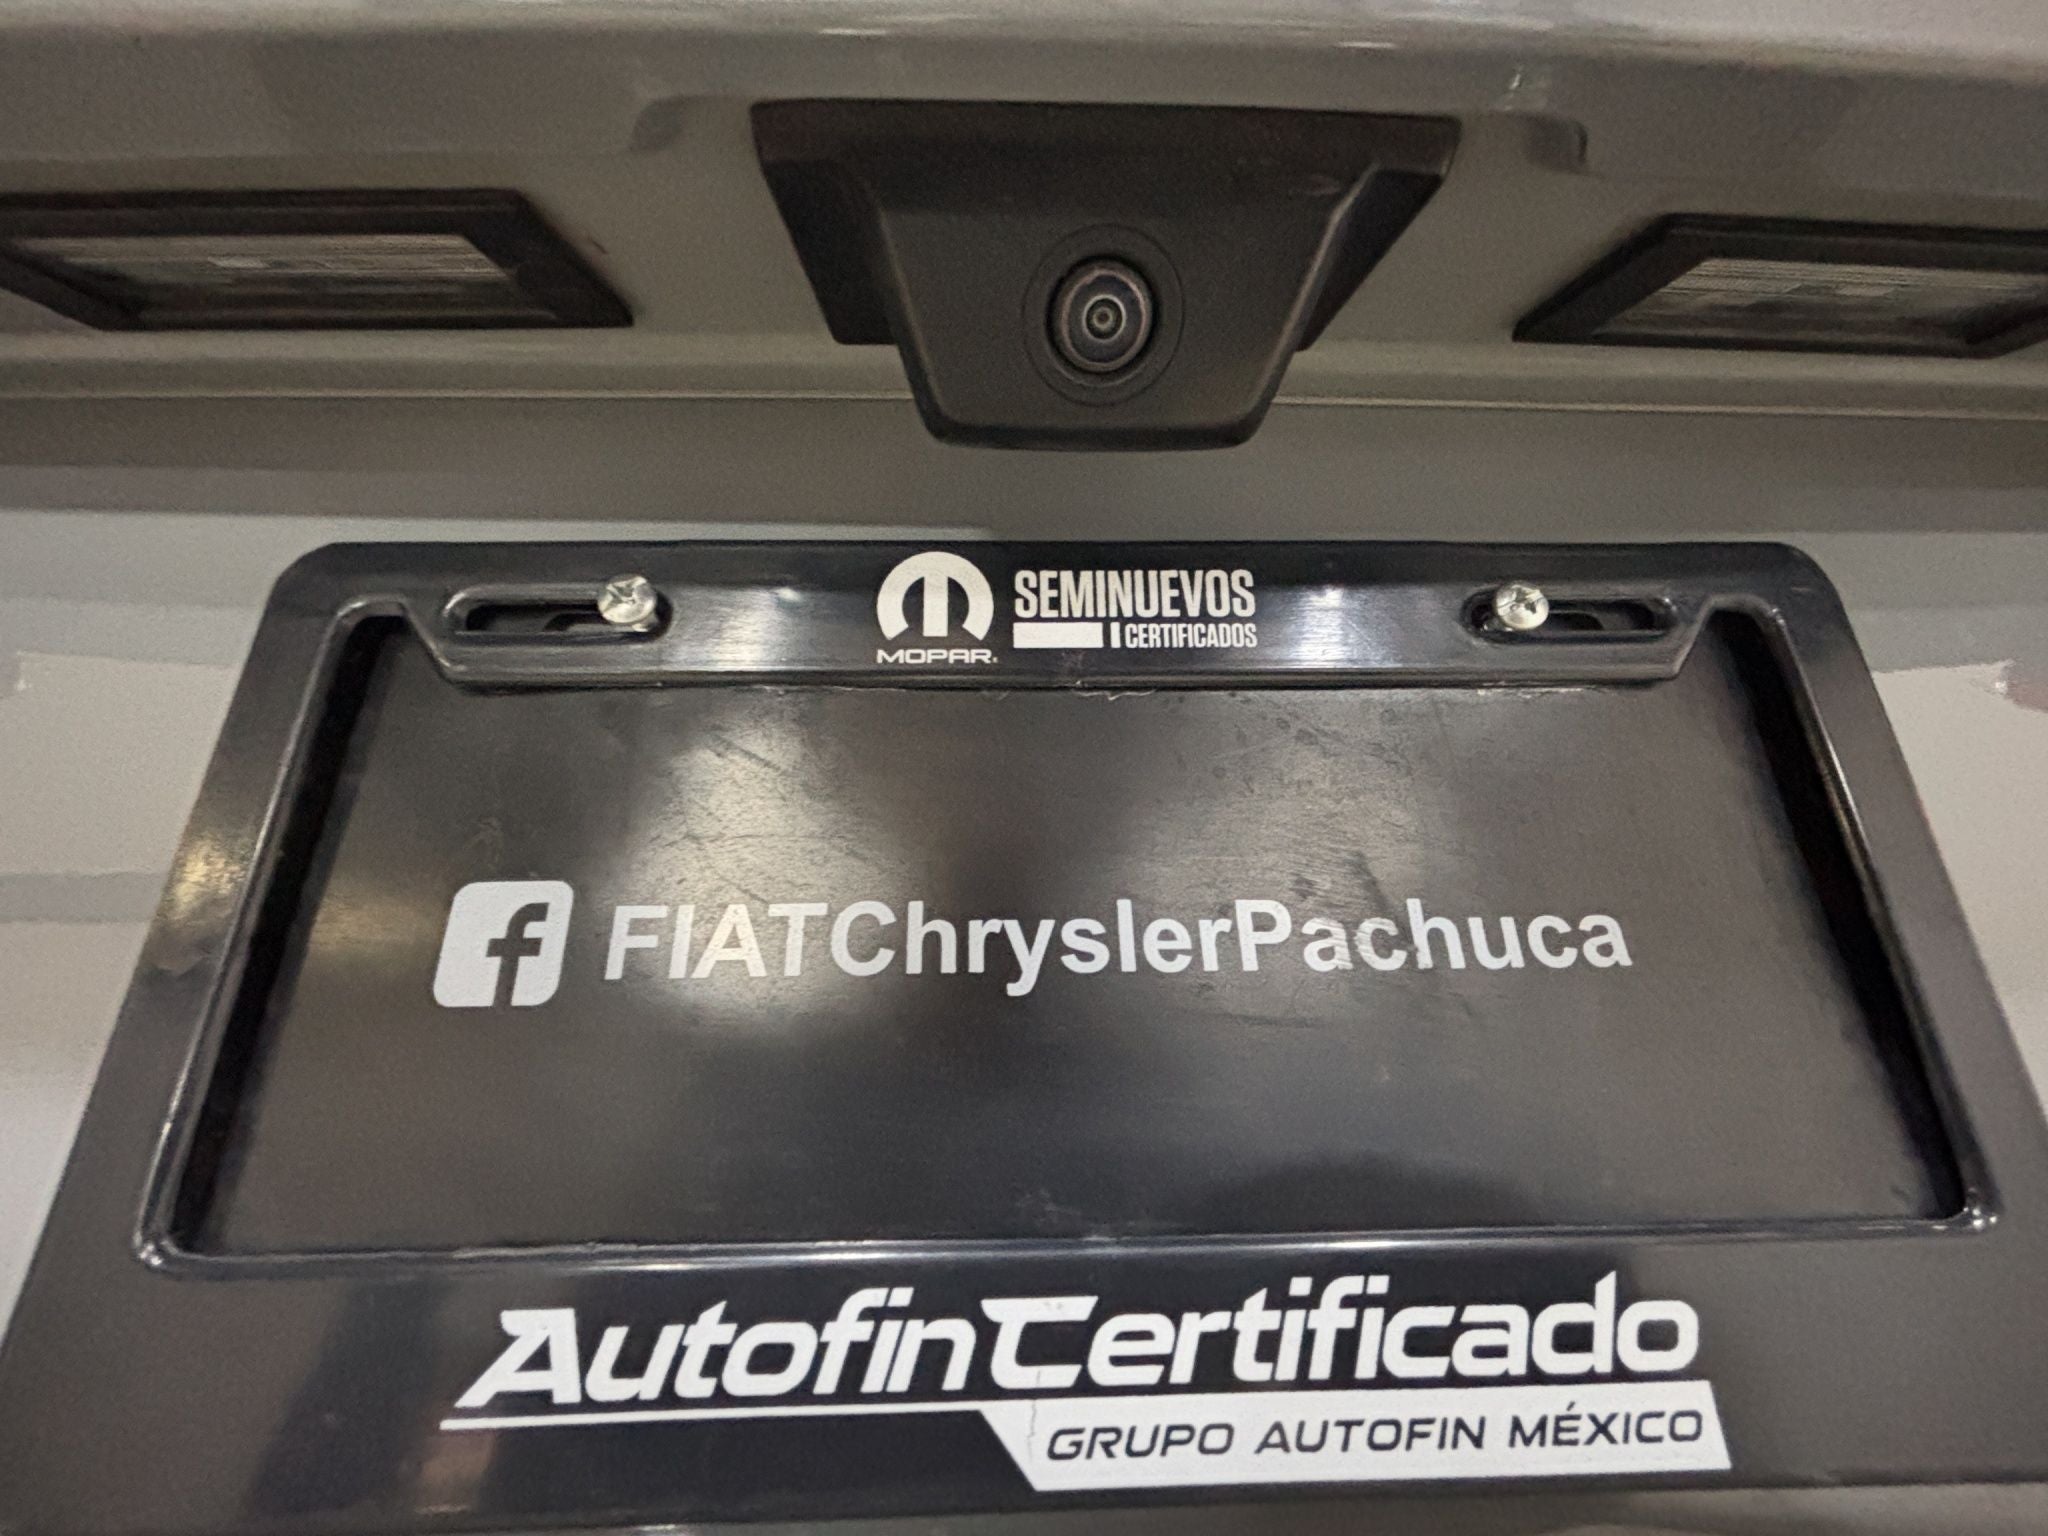 MOPAR®
SEMINUEVOS
CERTIFICADOS
FIATChryslerPachuca
AutofinCertificado
GRUPO AUTOFIN MÉXICO